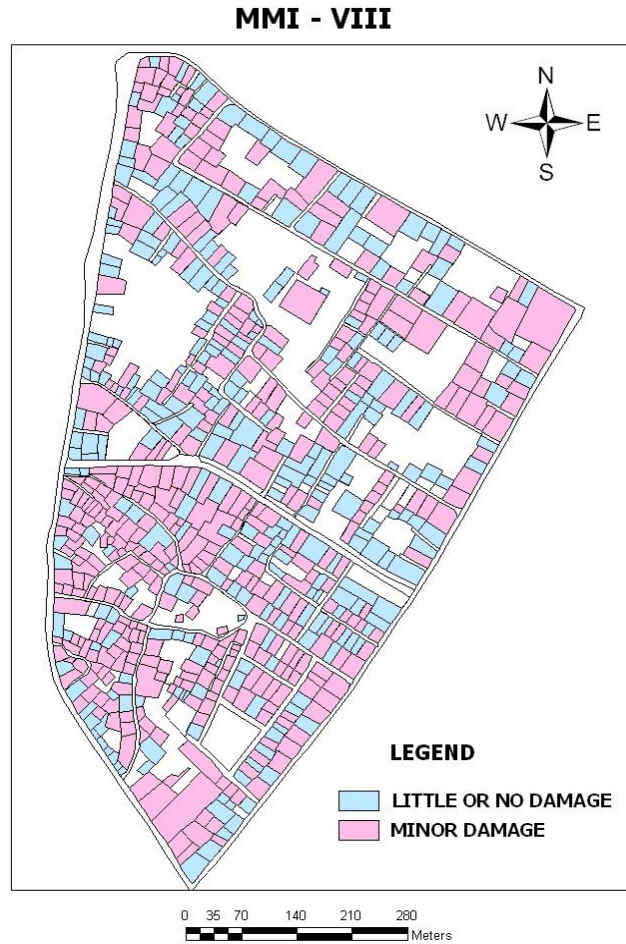 MMI - VIII
N
W E
S
LEGEND
LITTLE OR NO DAMAGE
MINOR DAMAGE
0 35 70 140 210 280
Meters